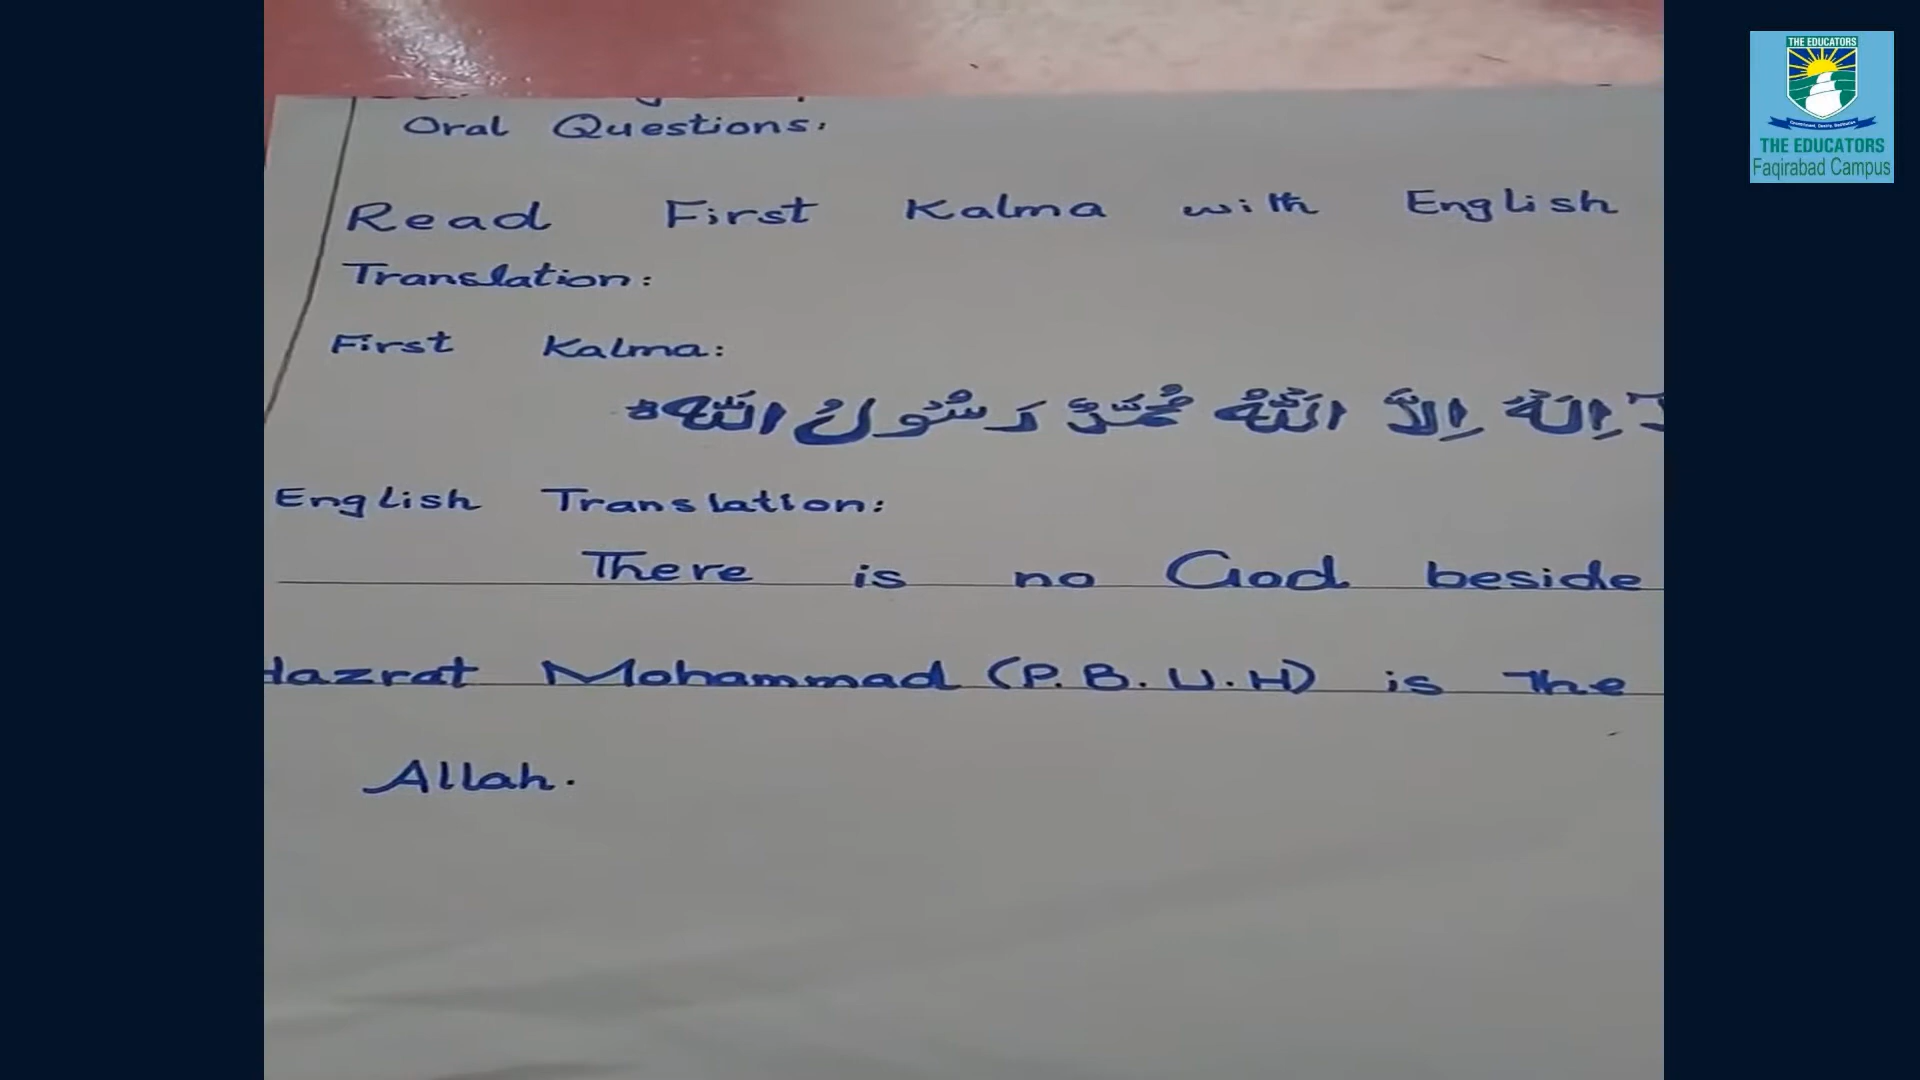 Oral Questions:
Read First Kalma with English
Translation:
First Kalma:
اِلٰهَ اِلَّا اللّٰهُ مُحَمَّدٌ رَسُوْلُ اللّٰهِ
English Translation:
There is no God beside
Hazrat Mohammad (P.B.U.H) is the
Allah.
THE EDUCATORS
THE EDUCATORS
Faqirabad Campus